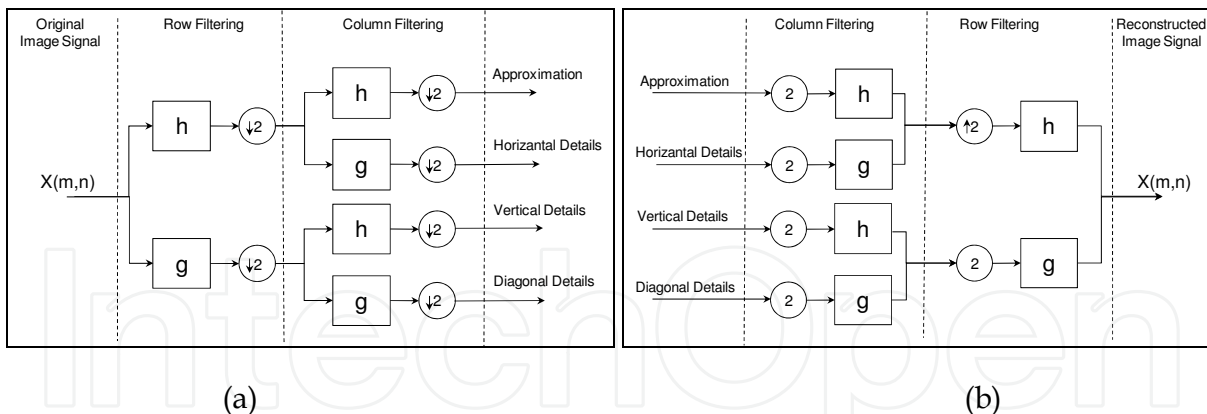 Original
Image Signal
Row Filtering
Column Filtering
X(m,n)
h
↓2
g
↓2
h
↓2
Approximation
g
↓2
Horizantal Details
h
↓2
Vertical Details
g
↓2
Diagonal Details
(a)
Column Filtering
Row Filtering
Reconstructed
Image Signal
Approximation
2
h
Horizantal Details
2
g
Vertical Details
2
h
Diagonal Details
2
g
↑2
h
2
g
X(m,n)
(b)
IntechOpen